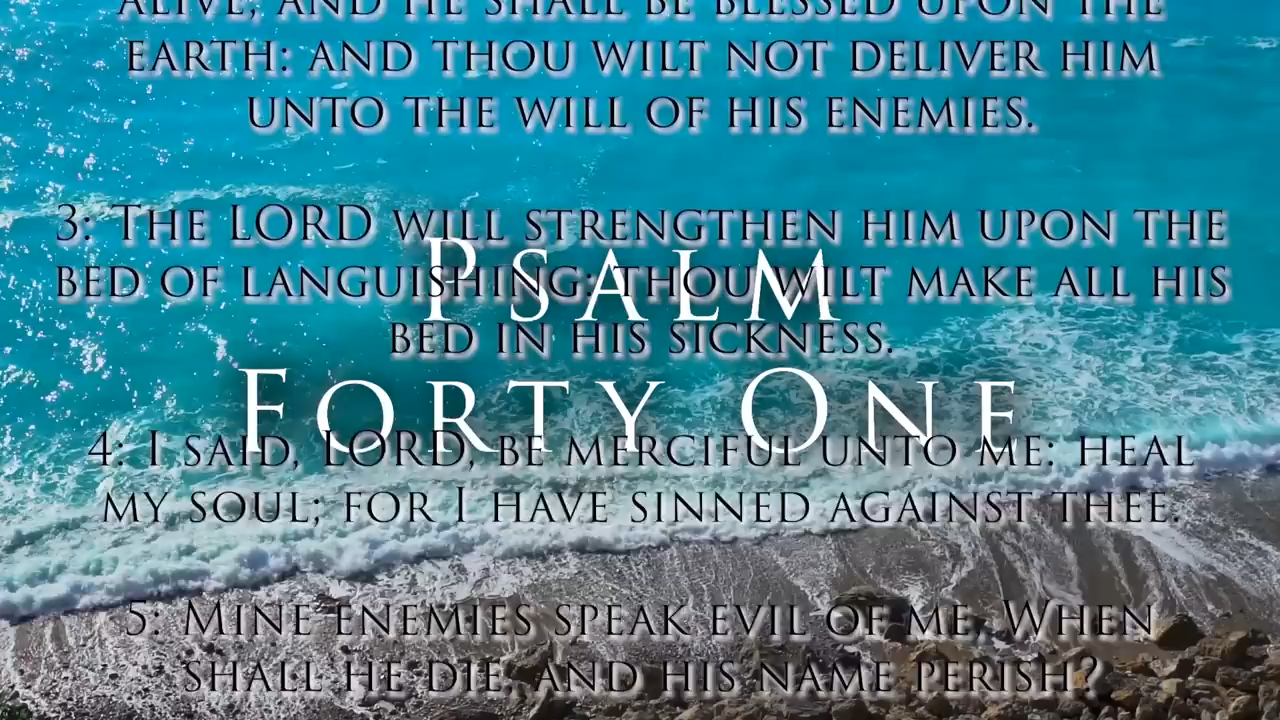 ALIVE; AND HE SHALL BE BLESSED UPON THE
EARTH: AND THOU WILT NOT DELIVER HIM
UNTO THE WILL OF HIS ENEMIES.
3: THE LORD WILL STRENGTHEN HIM UPON THE
BED OF LANGUISHING: THOU WILT MAKE ALL HIS
BED IN HIS SICKNESS.
PSALM
FORTY ONE
4: I SAID, LORD, BE MERCIFUL UNTO ME: HEAL
MY SOUL; FOR I HAVE SINNED AGAINST THEE.
5: MINE ENEMIES SPEAK EVIL OF ME, WHEN
SHALL HE DIE, AND HIS NAME PERISH?